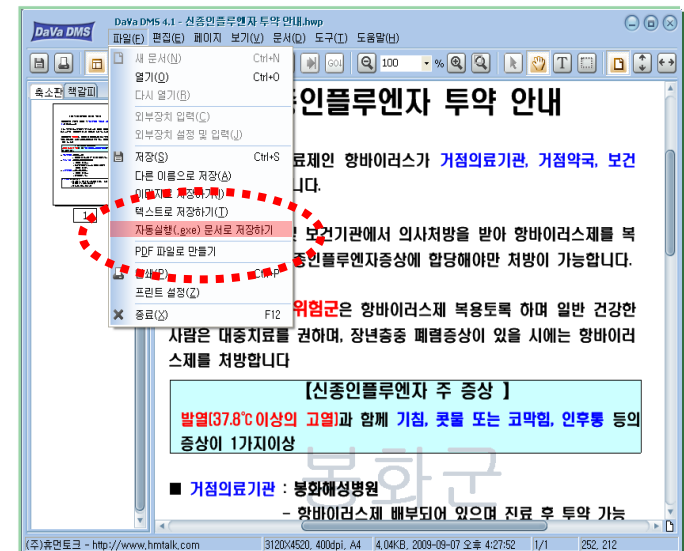 DaVa DMS
DaVa DMS 4.1 - 신종인플루엔자 투약 안내.hwp
파일(F) 편집(E) 페이지 보기(V) 문서(D) 도구(T) 도움말(H)
GO!
100 %
축소판 책갈피
1
새 문서(N) Ctrl+N
열기(O) Ctrl+O
다시 열기(R)
외부장치 입력(C)
외부장치 설정 및 입력(J)
저장(S) Ctrl+S
다른 이름으로 저장(A)
이미지로 저장하기(I)
텍스트로 저장하기(T)
자동실행(.exe) 문서로 저장하기
PDF 파일로 만들기
인쇄(P) Ctrl+P
프린트 설정(Z)
종료(X) F12
종인플루엔자 투약 안내
료제인 항바이러스가 거점의료기관, 거점약국, 보건
니다.
보건기관에서 의사처방을 받아 항바이러스제를 복
종인플루엔자증상에 합당해야만 처방이 가능합니다.
위험군은 항바이러스제 복용토록 하며 일반 건강한
사람은 대중치료를 권하며, 장년층중 폐렴증상이 있을 시에는 항바이러
스제를 처방합니다
【신종인플루엔자 주 증상 】
발열(37.8℃이상의 고열)과 함께 기침, 콧물 또는 코막힘, 인후통 등의
증상이 1가지이상
봉화군
■ 거점의료기관 : 봉화해성병원
- 항바이러스제 배부되어 있으며 진료 후 투약 가능
(주)휴먼토크 - http://www.hmtalk.com 3120X4520, 400dpi, A4 4,04KB, 2009-09-07 오후 4:27:52 1/1 252, 212